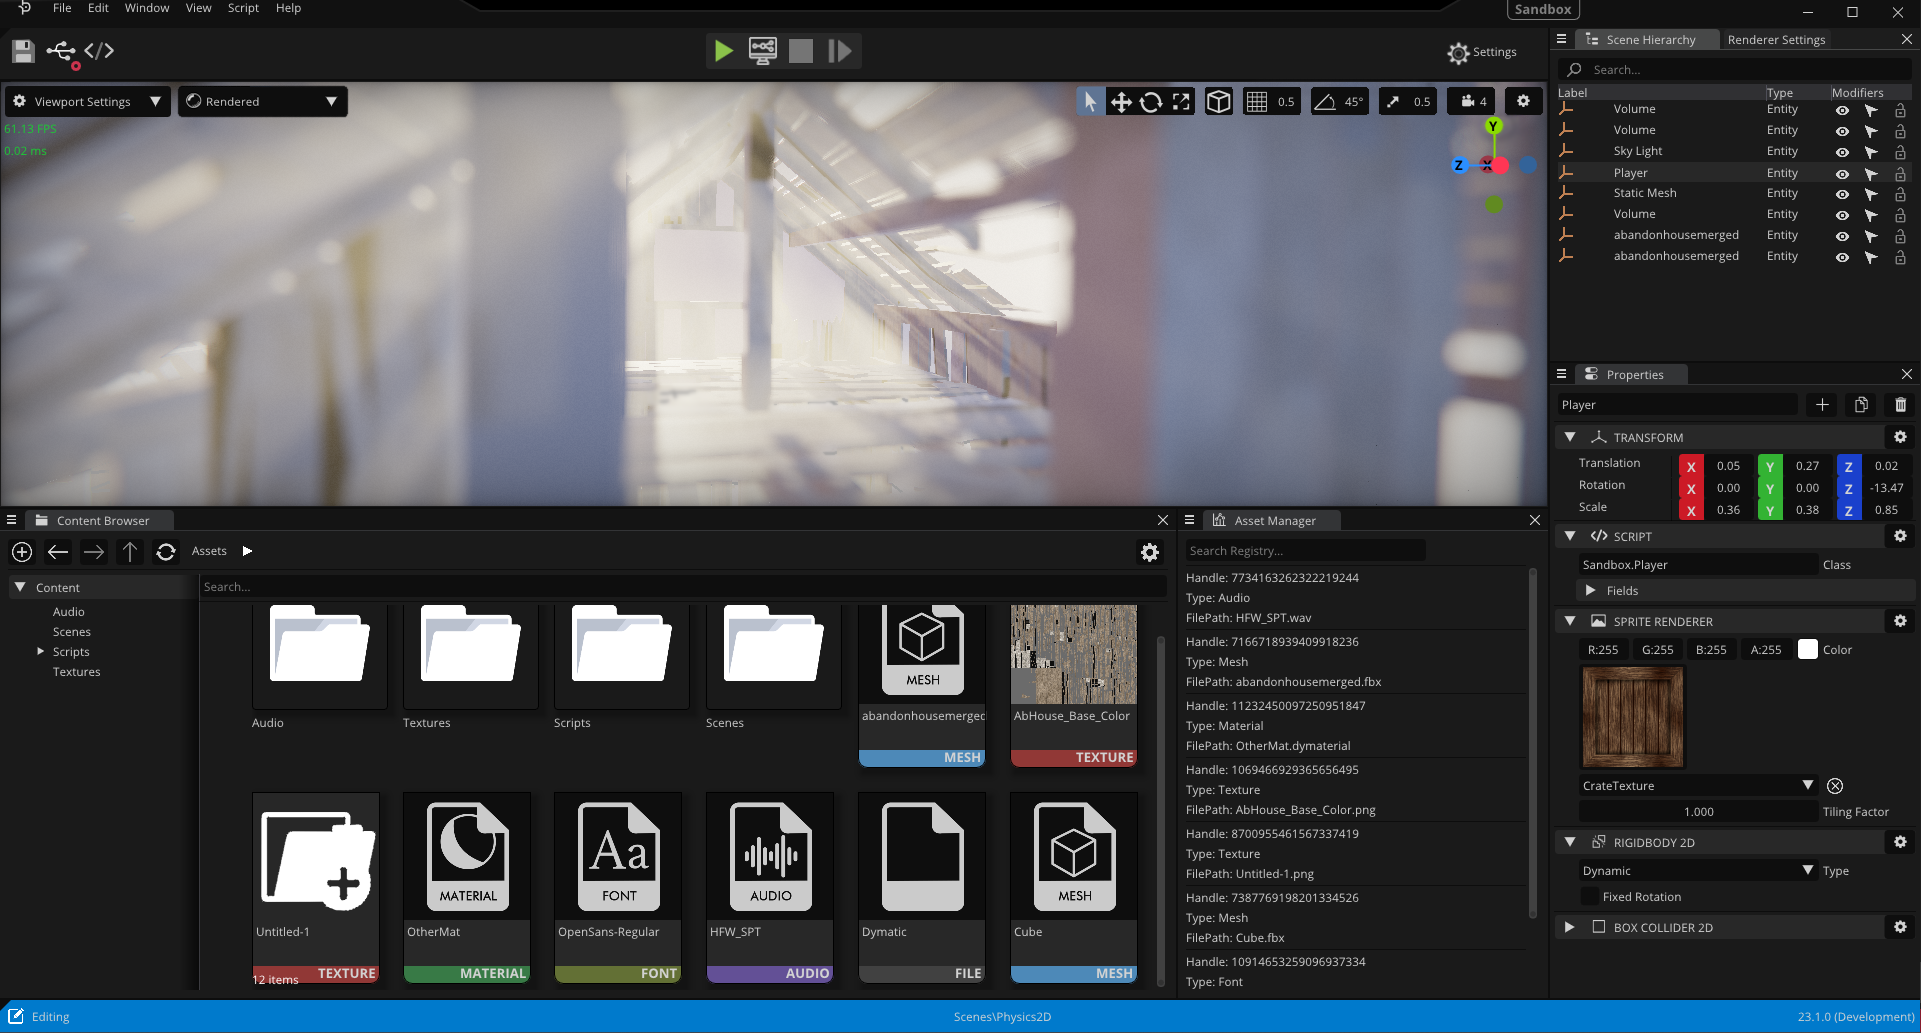 File Edit Window View Script Help
Sandbox
Settings
Viewport Settings
Rendered
61.13 FPS
0.02 ms
0.5
45°
0.5
4
Y
Z X
Scene Hierarchy
Renderer Settings
Search...
Label Type Modifiers
Volume Entity
Volume Entity
Sky Light Entity
Player Entity
Static Mesh Entity
Volume Entity
abandonhousemerged Entity
abandonhousemerged Entity
Properties
Player
TRANSFORM
Translation X 0.05 Y 0.27 Z 0.02
Rotation X 0.00 Y 0.00 Z -13.47
Scale X 0.36 Y 0.38 Z 0.85
SCRIPT
Sandbox.Player Class
Fields
SPRITE RENDERER
R:255 G:255 B:255 A:255 Color
CrateTexture
1.000 Tiling Factor
RIGIDBODY 2D
Dynamic Type
Fixed Rotation
BOX COLLIDER 2D
Content Browser
Assets
Content
Audio
Scenes
Scripts
Textures
Search...
Audio
Textures
Scripts
Scenes
MESH
abandonhousemerged
MESH
AbHouse_Base_Color
TEXTURE
Untitled-1
TEXTURE
MATERIAL
OtherMat
MATERIAL
Aa
FONT
OpenSans-Regular
FONT
AUDIO
HFW_SPT
AUDIO
Dymatic
FILE
MESH
Cube
MESH
12 items
Asset Manager
Search Registry...
Handle: 7734163262322219244
Type: Audio
FilePath: HFW_SPT.wav
Handle: 7166718939409918236
Type: Mesh
FilePath: abandonhousemerged.fbx
Handle: 11232450097250951847
Type: Material
FilePath: OtherMat.dymaterial
Handle: 1069466929365656495
Type: Texture
FilePath: AbHouse_Base_Color.png
Handle: 8700955461567337419
Type: Texture
FilePath: Untitled-1.png
Handle: 7387769198201334526
Type: Mesh
FilePath: Cube.fbx
Handle: 10914653259096937334
Type: Font
Editing
Scenes\Physics2D
23.1.0 (Development)